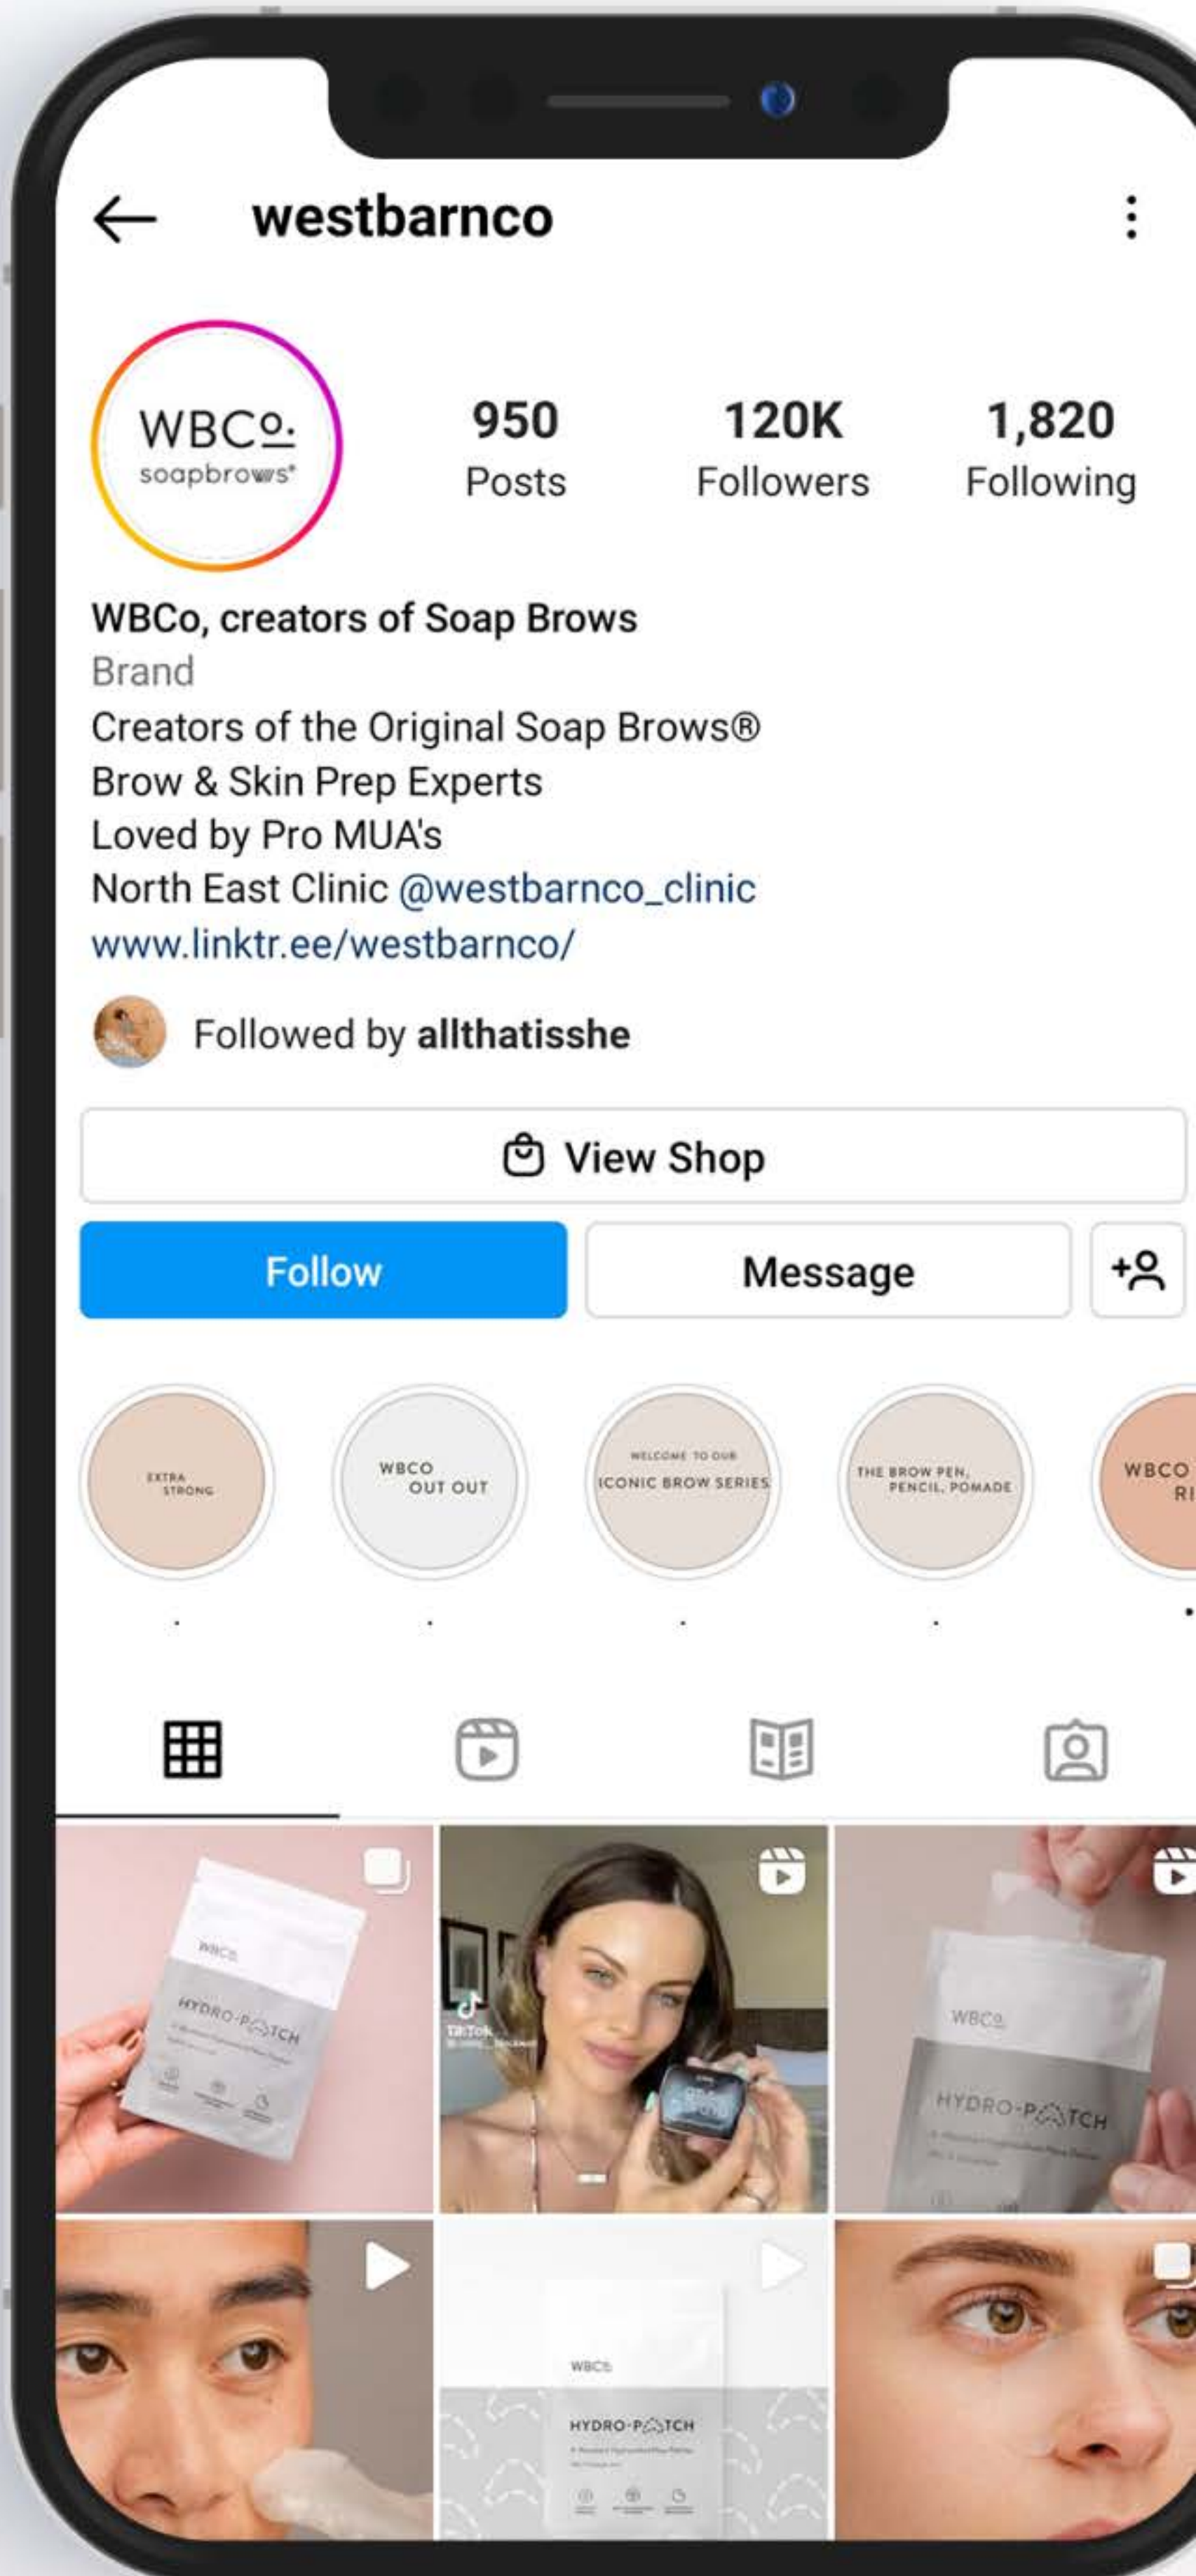 westbarnco
WBCo.
soapbrows®
950
Posts
120K
Followers
1,820
Following
WBCo, creators of Soap Brows
Brand
Creators of the Original Soap Brows®
Brow & Skin Prep Experts
Loved by Pro MUA's
North East Clinic @westbarnco_clinic
www.linktr.ee/westbarnco/
Followed by allthatisshe
View Shop
Follow
Message
EXTRA
STRONG
WBCO
OUT OUT
WELCOME TO OUR
ICONIC BROW SERIES
THE BROW PEN,
PENCIL, POMADE
WBCO
RI
WBCo.
HYDRO-PATCH
TikTok
WBCo.
HYDRO-PATCH
WBCo.
HYDRO-PATCH